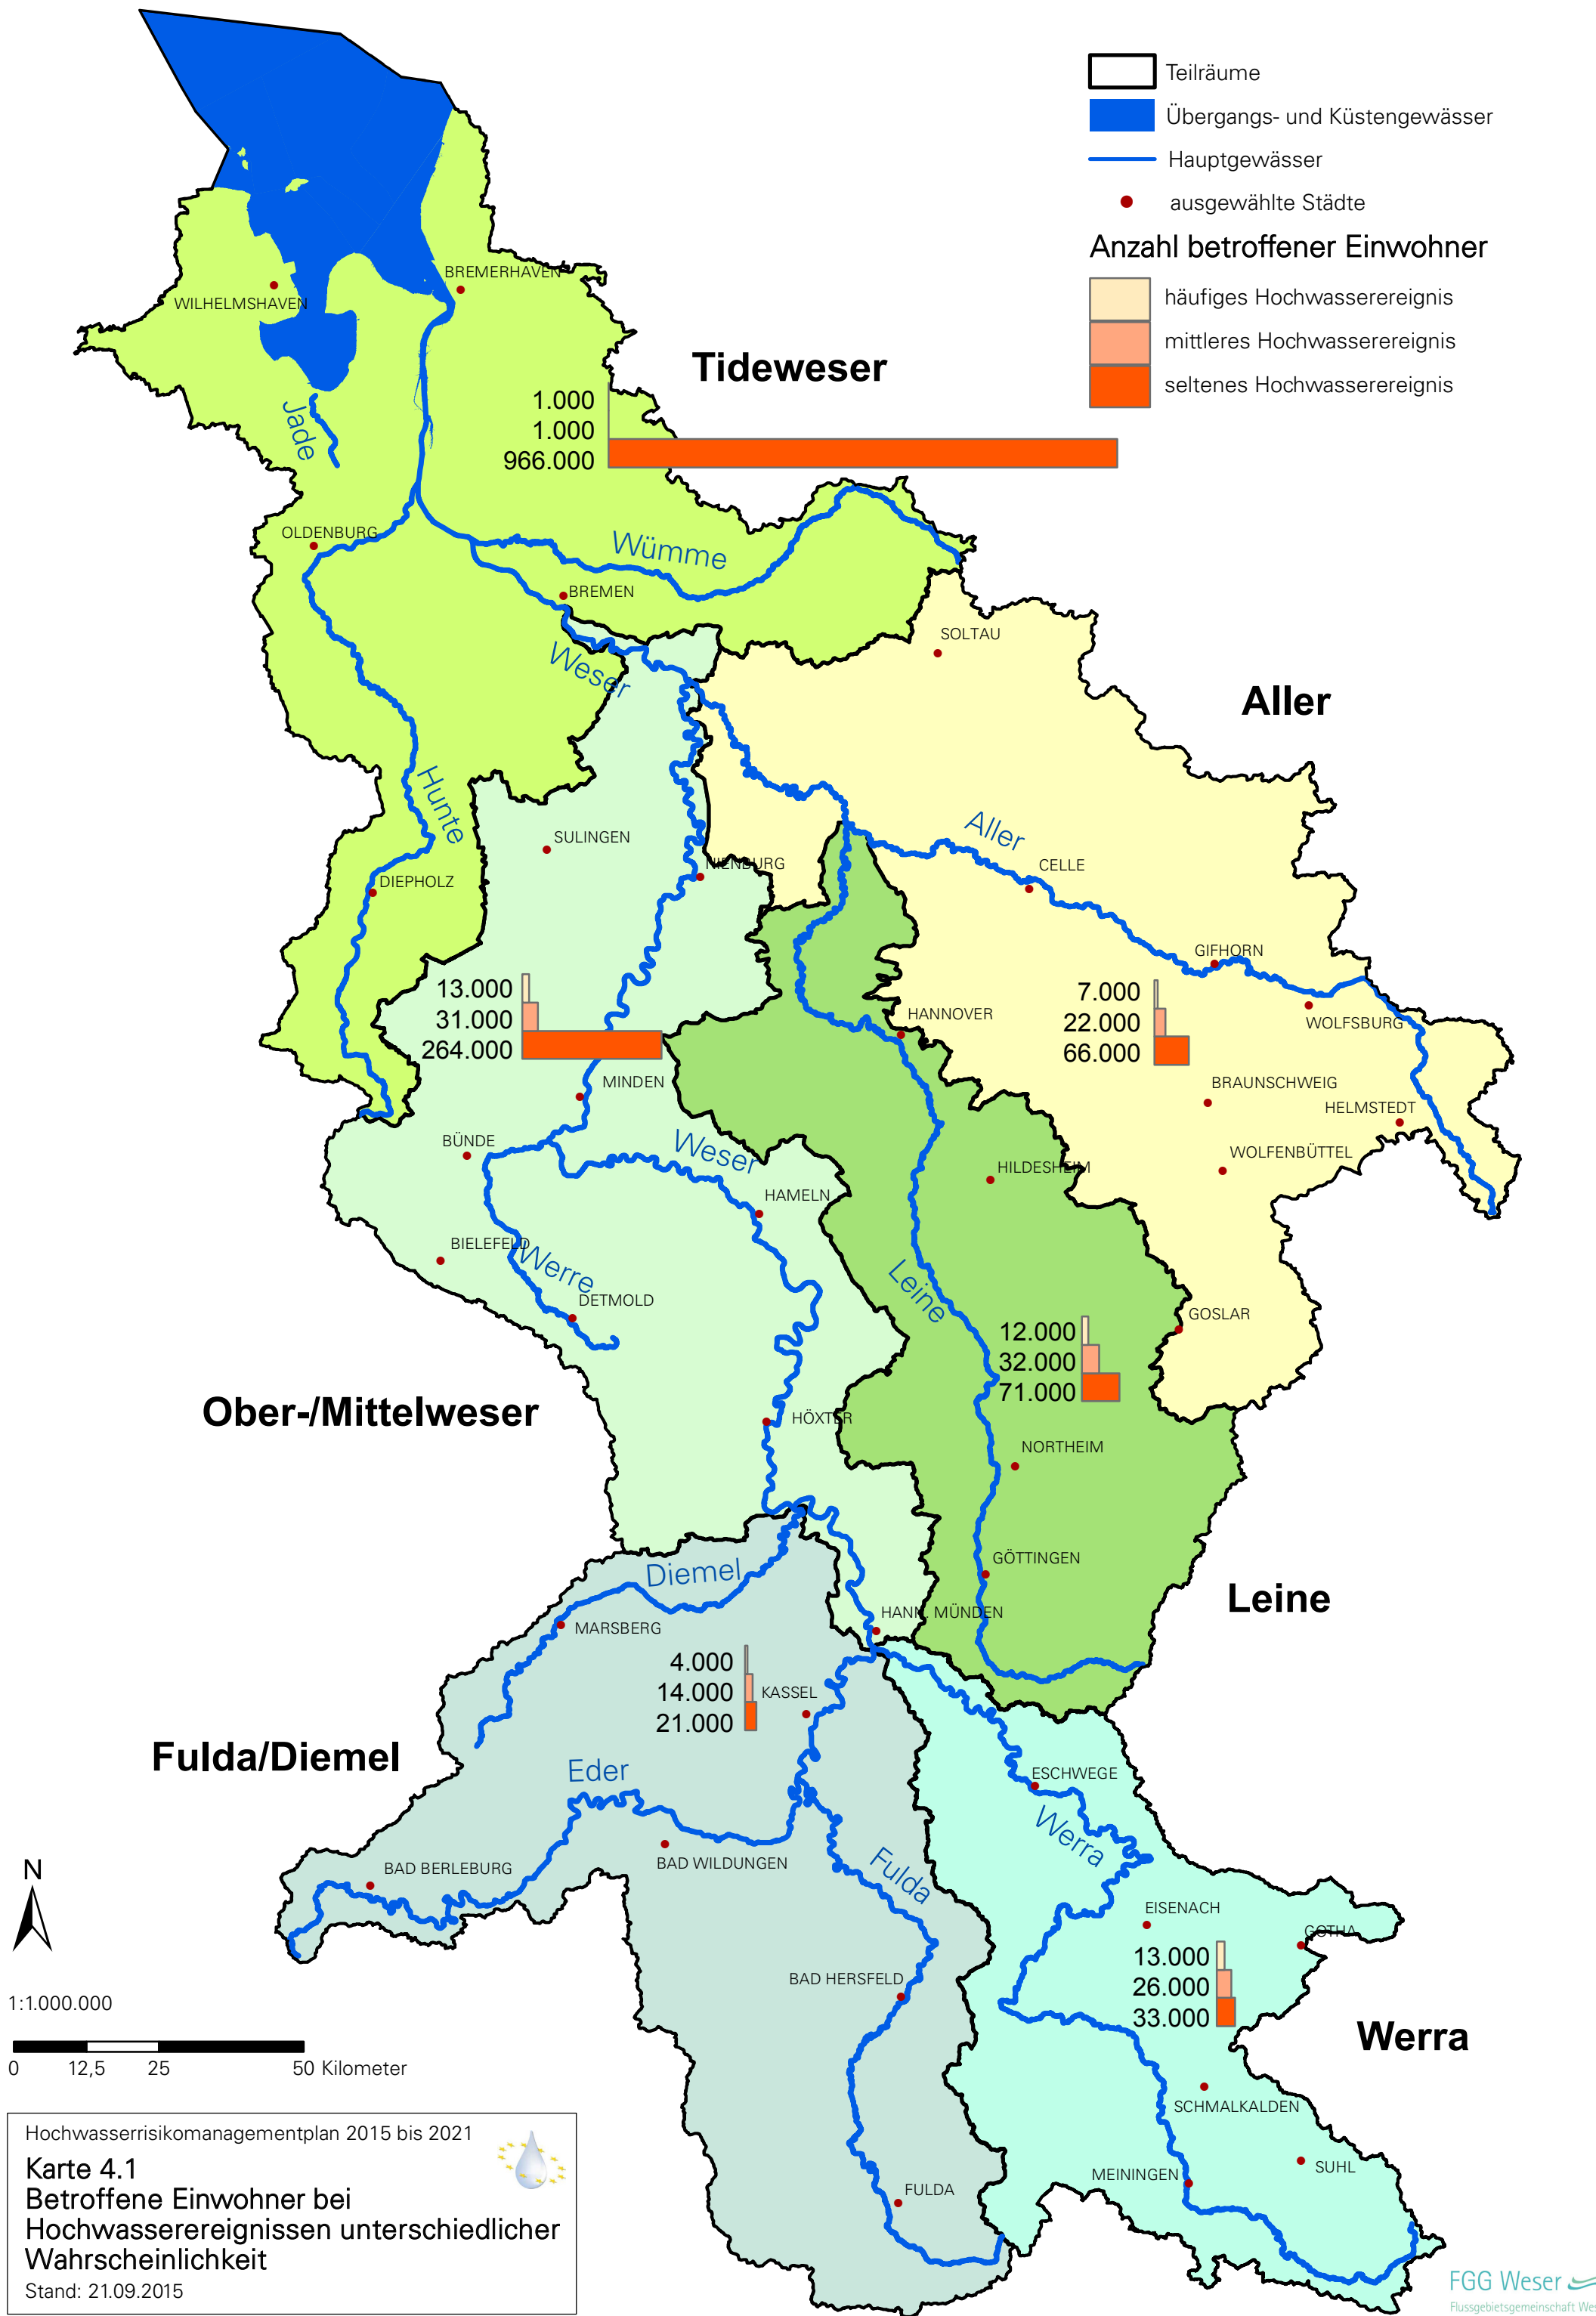 Teilräume
Übergangs- und Küstengewässer
Hauptgewässer
ausgewählte Städte
Anzahl betroffener Einwohner
häufiges Hochwasserereignis
mittleres Hochwasserereignis
seltenes Hochwasserereignis
BREMERHAVEN
WILHELMSHAVEN
Tideweser
1.000
1.000
966.000
Jade
OLDENBURG
Wümme
BREMEN
SOLTAU
Weser
Aller
Hunte
SULINGEN
Aller
NIENBURG
CELLE
DIEPHOLZ
GIFHORN
13.000
31.000
264.000
7.000
22.000
66.000
HANNOVER
WOLFSBURG
MINDEN
BRAUNSCHWEIG
HELMSTEDT
BÜNDE
Weser
WOLFENBÜTTEL
HILDESHEIM
HAMELN
BIELEFELD
Werre
Leine
DETMOLD
GOSLAR
12.000
32.000
71.000
Ober-/Mittelweser
HÖXTER
NORTHEIM
GÖTTINGEN
Diemel
Leine
HANN. MÜNDEN
MARSBERG
4.000
14.000
21.000
KASSEL
Fulda/Diemel
Eder
ESCHWEGE
Werra
BAD WILDUNGEN
BAD BERLEBURG
Fulda
N
EISENACH
GOTHA
13.000
26.000
33.000
BAD HERSFELD
1:1.000.000
Werra
0 12,5 25 50 Kilometer
SCHMALKALDEN
SUHL
MEININGEN
FULDA
Hochwasserrisikomanagementplan 2015 bis 2021
Karte 4.1
Betroffene Einwohner bei
Hochwasserereignissen unterschiedlicher
Wahrscheinlichkeit
Stand: 21.09.2015
FGG Weser
Flussgebietsgemeinschaft